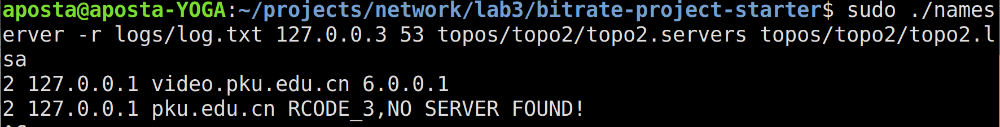 aposta@aposta-YOGA:~/projects/network/lab3/bitrate-project-starter$ sudo ./names
erver -r logs/log.txt 127.0.0.3 53 topos/topo2/topo2.servers topos/topo2/topo2.l
sa
2 127.0.0.1 video.pku.edu.cn 6.0.0.1
2 127.0.0.1 pku.edu.cn RCODE_3,NO SERVER FOUND!